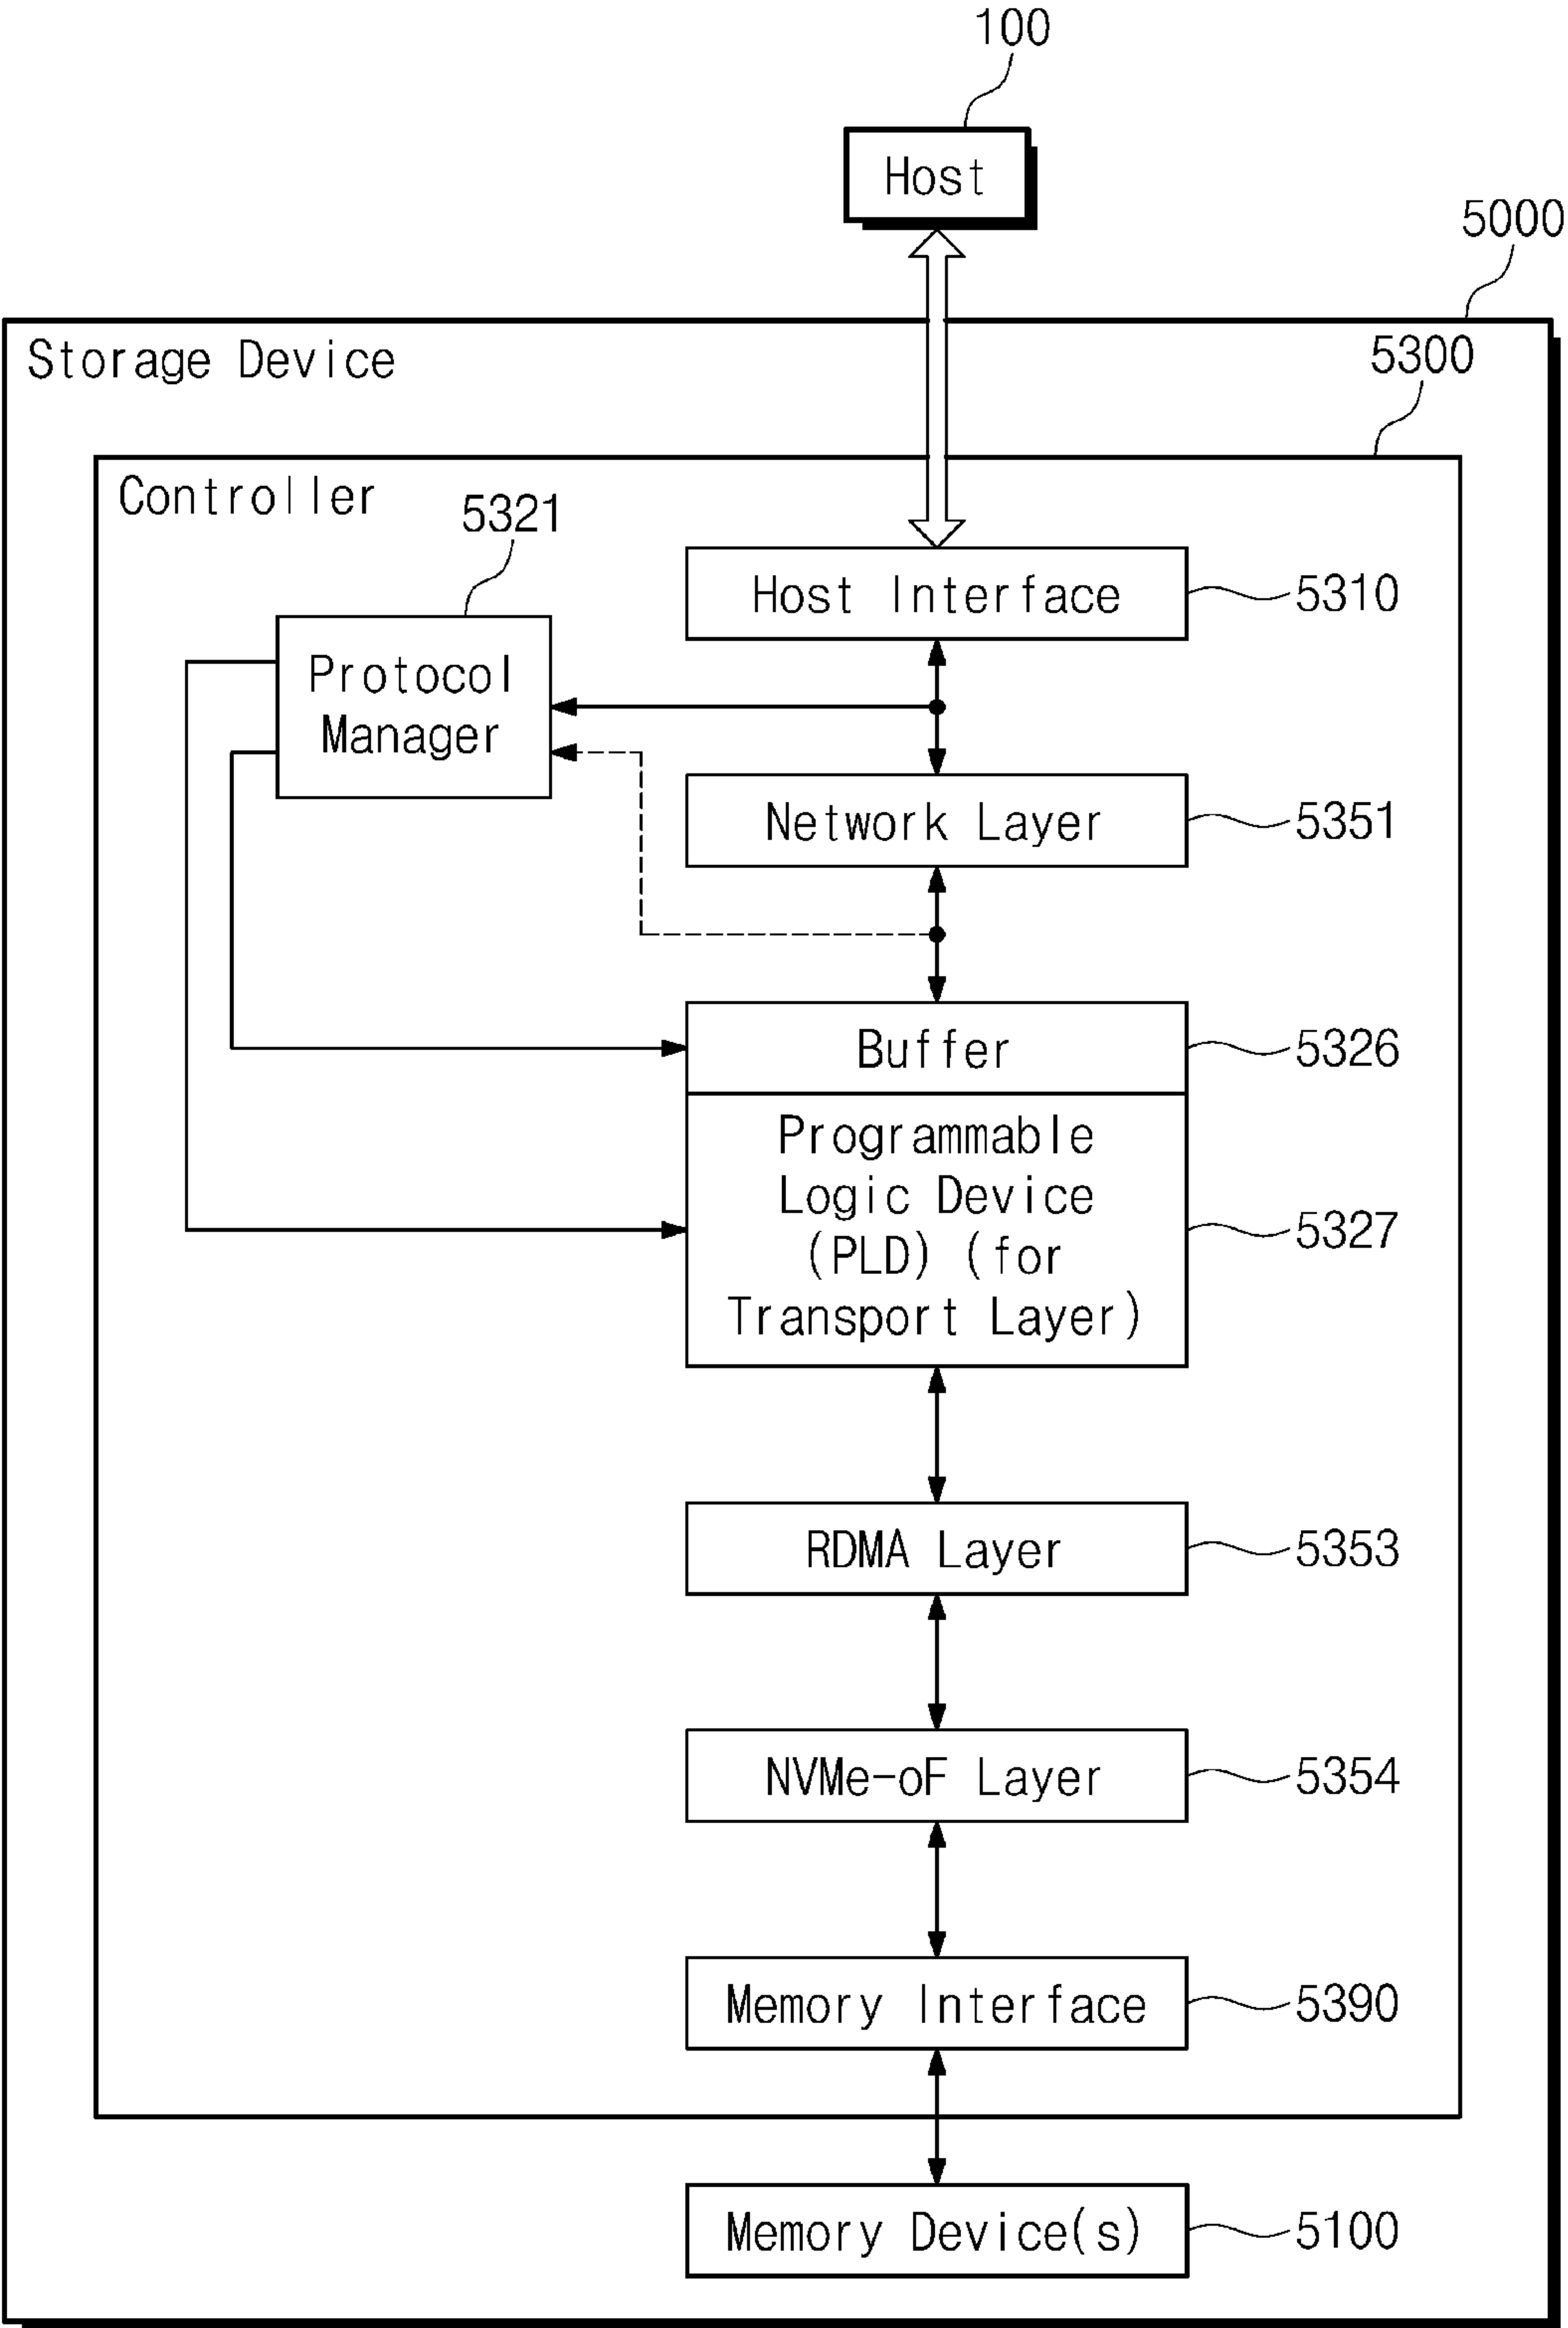 100
Host
5000
Storage Device
5300
Controller
5321
Host Interface
5310
Protocol
Manager
Network Layer
5351
Buffer
5326
Programmable
Logic Device
(PLD) (for
Transport Layer)
5327
RDMA Layer
5353
NVMe-oF Layer
5354
Memory Interface
5390
Memory Device(s)
5100